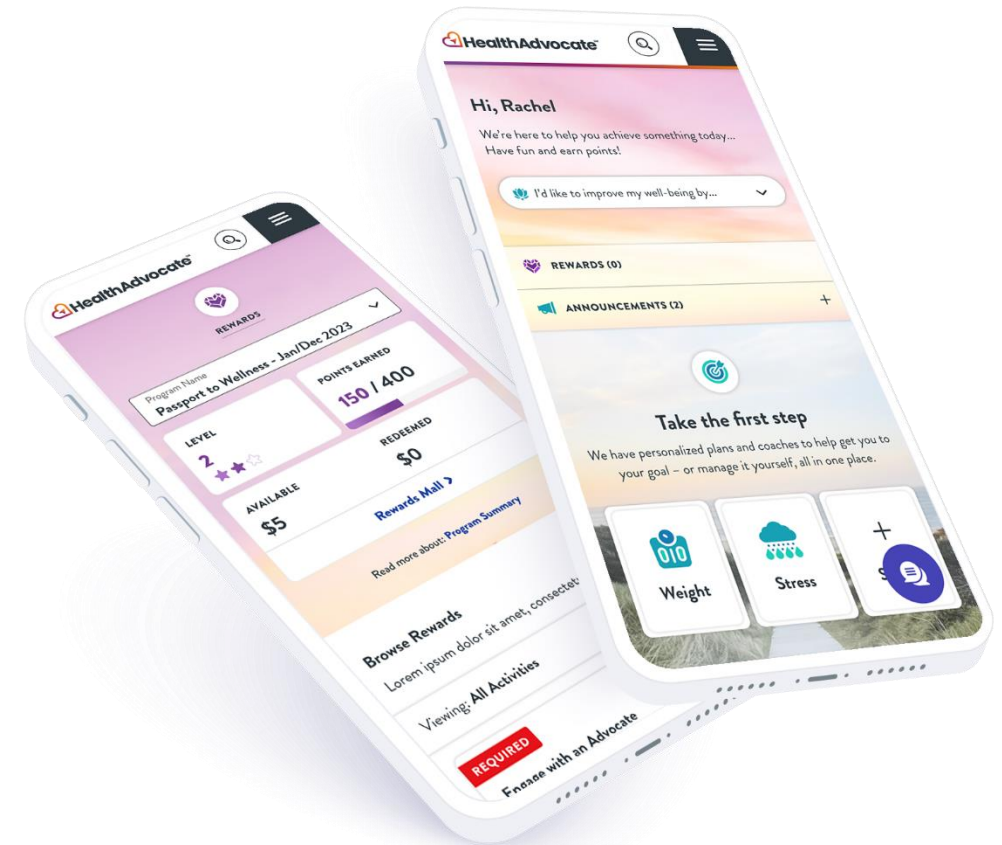 HealthAdvocate™
Hi, Rachel
We're here to help you achieve something today...
Have fun and earn points!
I'd like to improve my well-being by...
REWARDS (0)
ANNOUNCEMENTS (2)
+
Take the first step
We have personalized plans and coaches to help get you to
your goal – or manage it yourself, all in one place.
010
Weight
Stress
+
S
HealthAdvocate™
REWARDS
Program Name
Passport to Wellness - Jan/Dec 2023
LEVEL
2
POINTS EARNED
150 / 400
AVAILABLE
$5
REDEEMED
$0
Rewards Mall >
Read more about: Program Summary
Browse Rewards
Lorem ipsum dolor sit amet, consectet
Viewing: All Activities
REQUIRED
Engage with an Advocate